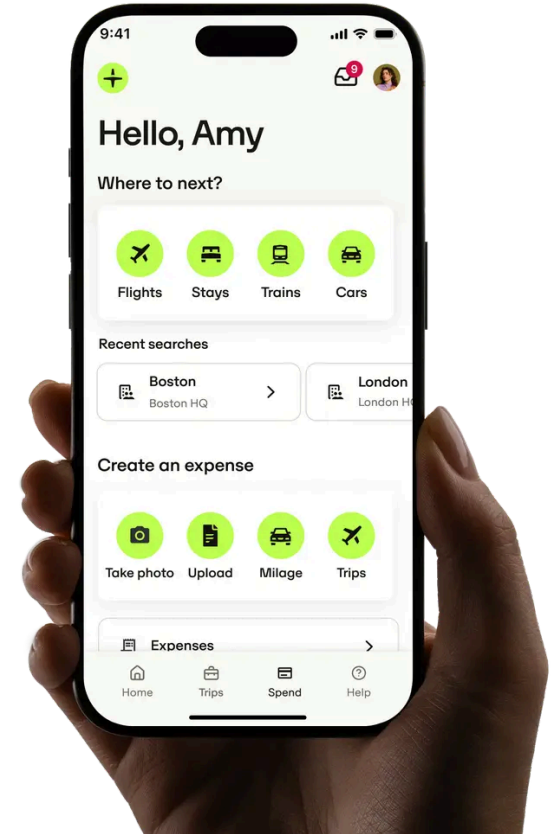 9:41
9
Hello, Amy
Where to next?
Flights Stays Trains Cars
Recent searches
Boston London
Boston HQ London
Create an expense
Take photo Upload Milage Trips
Expenses
Home Trips Spend Help